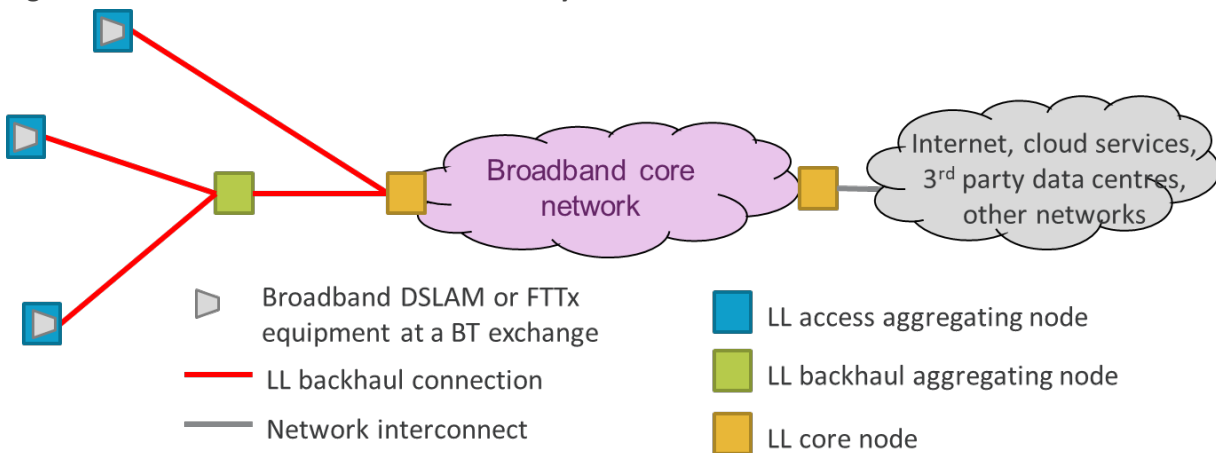 Internet, cloud services,
3rd party data centres,
other networks
Broadband core
network
Broadband DSLAM or FTTx
equipment at a BT exchange
LL backhaul connection
Network interconnect
LL access aggregating node
LL backhaul aggregating node
LL core node